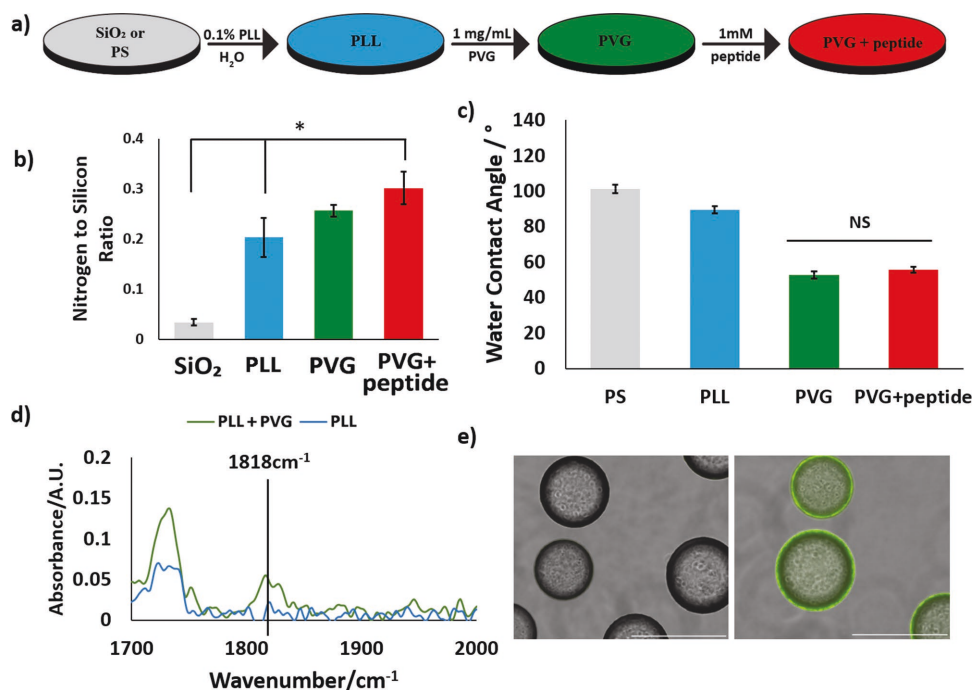 a)
SiO₂ or
PS
0.1% PLL
H₂O
PLL
1 mg/mL
PVG
PVG
1mM
peptide
PVG + peptide
b)
Nitrogen to Silicon
Ratio
0.4
0.3
0.2
0.1
0
*
SiO₂
PLL
PVG
PVG+
peptide
c)
Water Contact Angle / °
140
120
100
80
60
40
20
0
NS
PS
PLL
PVG
PVG+peptide
d)
PLL + PVG
PLL
1818cm⁻¹
Absorbance/A.U.
0.2
0.15
0.1
0.05
0
1700
1800
1900
2000
Wavenumber/cm⁻¹
e)